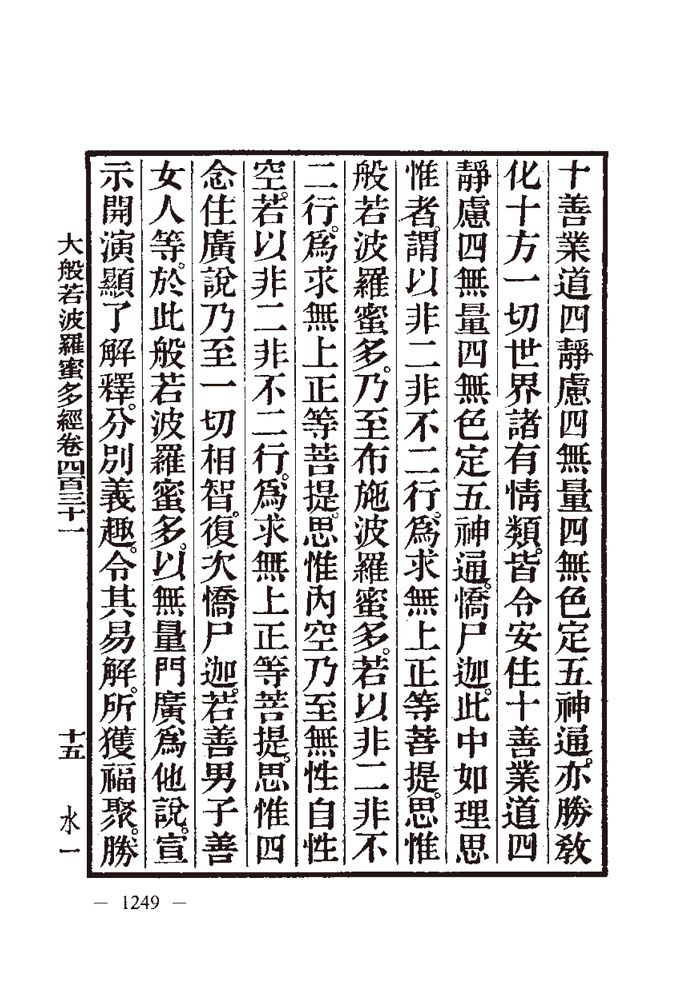 十善業道四靜慮四無量四無色定五神通。亦勝敎
化十方一切世界諸有情類。皆令安住十善業道四
靜慮四無量四無色定五神通。憍尸迦。此中如理思
惟者。謂以非二非不二行。爲求無上正等菩提。思惟
般若波羅蜜多。乃至布施波羅蜜多。若以非二非不
二行。爲求無上正等菩提。思惟內空乃至無性自性
空。若以非二非不二行。爲求無上正等菩提。思惟四
念住廣說乃至一切相智。復次憍尸迦。若善男子善
女人等。於此般若波羅蜜多。以無量門廣爲他說。宣
示開演顯了解釋。分別義趣。令其易解。所獲福聚。勝
大般若波羅蜜多經卷四百三十一 十五 水一
— 1249 —